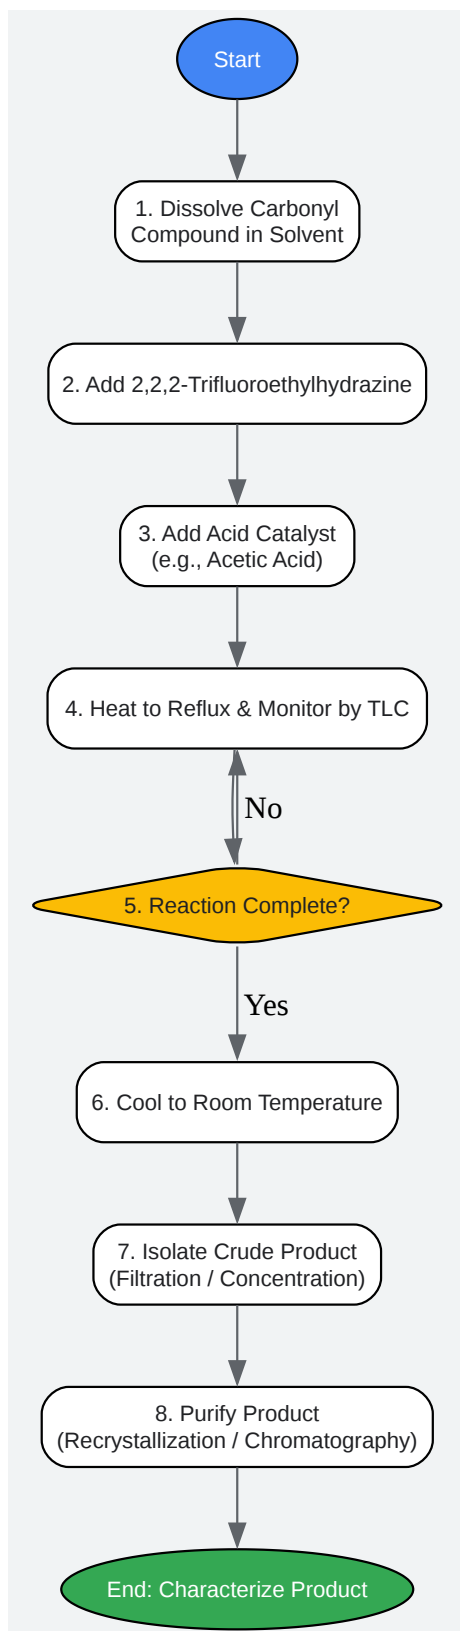 Start
1. Dissolve Carbonyl
Compound in Solvent
2. Add 2,2,2-Trifluoroethylhydrazine
3. Add Acid Catalyst
(e.g., Acetic Acid)
4. Heat to Reflux & Monitor by TLC
No
5. Reaction Complete?
Yes
6. Cool to Room Temperature
7. Isolate Crude Product
(Filtration / Concentration)
8. Purify Product
(Recrystallization / Chromatography)
End: Characterize Product